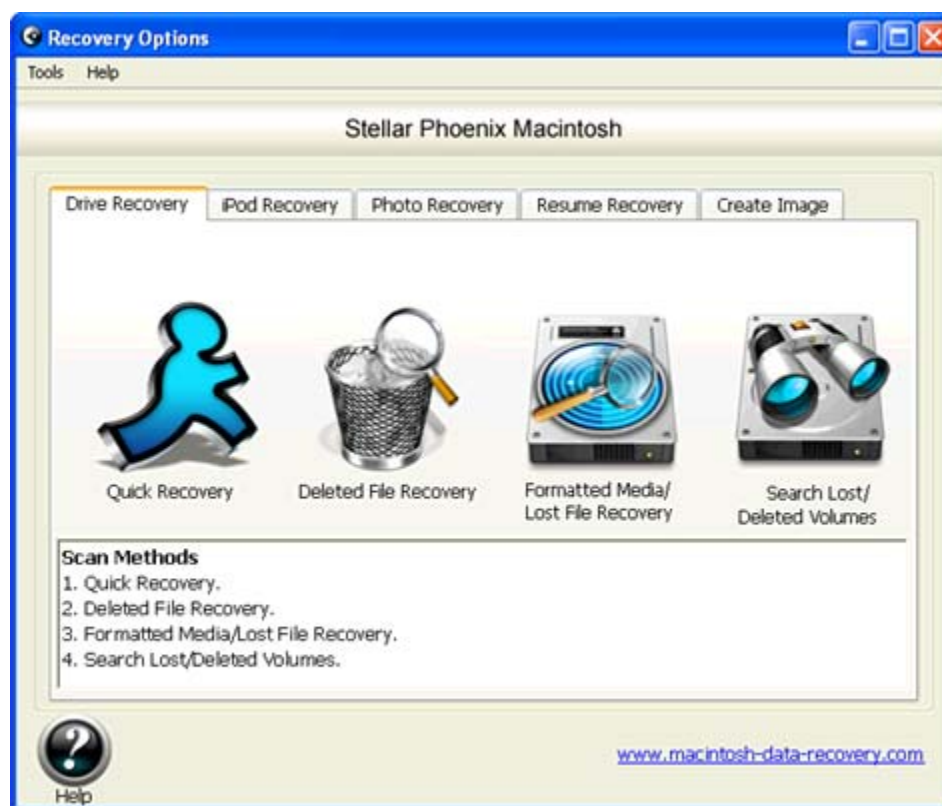 Recovery Options
Tools Help
Stellar Phoenix Macintosh
Drive Recovery iPod Recovery Photo Recovery Resume Recovery Create Image
Quick Recovery
Deleted File Recovery
Formatted Media/
Lost File Recovery
Search Lost/
Deleted Volumes
Scan Methods
1. Quick Recovery.
2. Deleted File Recovery.
3. Formatted Media/Lost File Recovery.
4. Search Lost/Deleted Volumes.
?
Help
www.macintosh-data-recovery.com